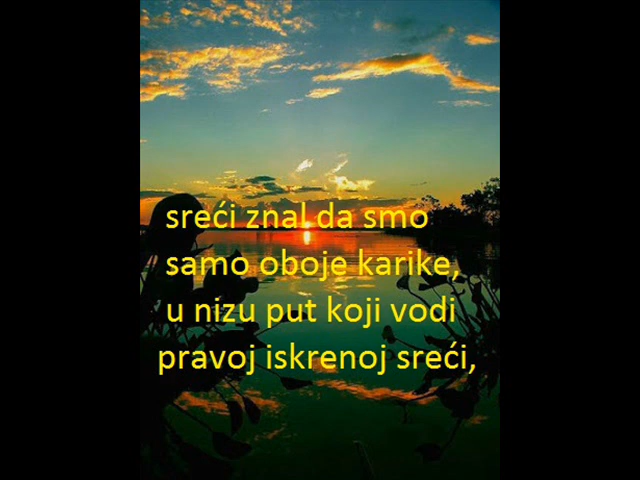 sreći znal da smo
samo oboje karike,
u nizu put koji vodi
pravoj iskrenoj sreći,